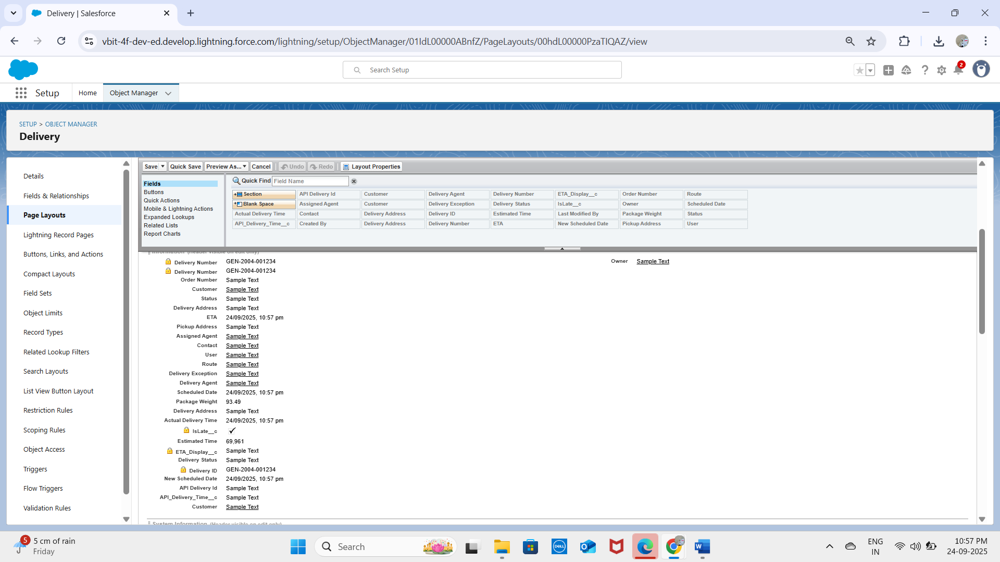 Delivery | Salesforce
vbit-4f-dev-ed.develop.lightning.force.com/lightning/setup/ObjectManager/01IdL00000ABnfZ/PageLayouts/00hdL00000PzaTlQAZ/view
Search Setup
2
Setup
Home
Object Manager
SETUP > OBJECT MANAGER
Delivery
Details
Fields & Relationships
Page Layouts
Lightning Record Pages
Buttons, Links, and Actions
Compact Layouts
Field Sets
Object Limits
Record Types
Related Lookup Filters
Search Layouts
List View Button Layout
Restriction Rules
Scoping Rules
Object Access
Triggers
Flow Triggers
Validation Rules
Save Quick Save Preview As... Cancel Undo Redo Layout Properties
Fields
Buttons
Quick Actions
Mobile & Lightning Actions
Expanded Lookups
Related Lists
Report Charts
Quick Find Field Name
Section API Delivery Id Customer Delivery Agent Delivery Number ETA_Display__c Order Number Route
Blank Space Assigned Agent Customer Delivery Exception Delivery Status IsLate__c Owner Scheduled Date
Actual Delivery Time Contact Delivery Address Delivery ID Estimated Time Last Modified By Package Weight Status
API_Delivery_Time__c Created By Delivery Address Delivery Number ETA New Scheduled Date Pickup Address User
Information (Header visible on edit only)
Delivery Number GEN-2004-001234 Owner Sample Text
Delivery Number GEN-2004-001234
Order Number Sample Text
Customer Sample Text
Status Sample Text
Delivery Address Sample Text
ETA 24/09/2025, 10:57 pm
Pickup Address Sample Text
Assigned Agent Sample Text
Contact Sample Text
User Sample Text
Route Sample Text
Delivery Exception Sample Text
Delivery Agent Sample Text
Scheduled Date 24/09/2025, 10:57 pm
Package Weight 93.49
Delivery Address Sample Text
Actual Delivery Time 24/09/2025, 10:57 pm
IsLate__c
Estimated Time 69,961
ETA_Display__c Sample Text
Delivery Status Sample Text
Delivery ID GEN-2004-001234
New Scheduled Date 24/09/2025, 10:57 pm
API Delivery Id Sample Text
API_Delivery_Time__c Sample Text
Customer Sample Text
System Information (Header visible on edit only)
5
5 cm of rain
Friday
Search
DELL
W
ENG
IN
10:57 PM
24-09-2025